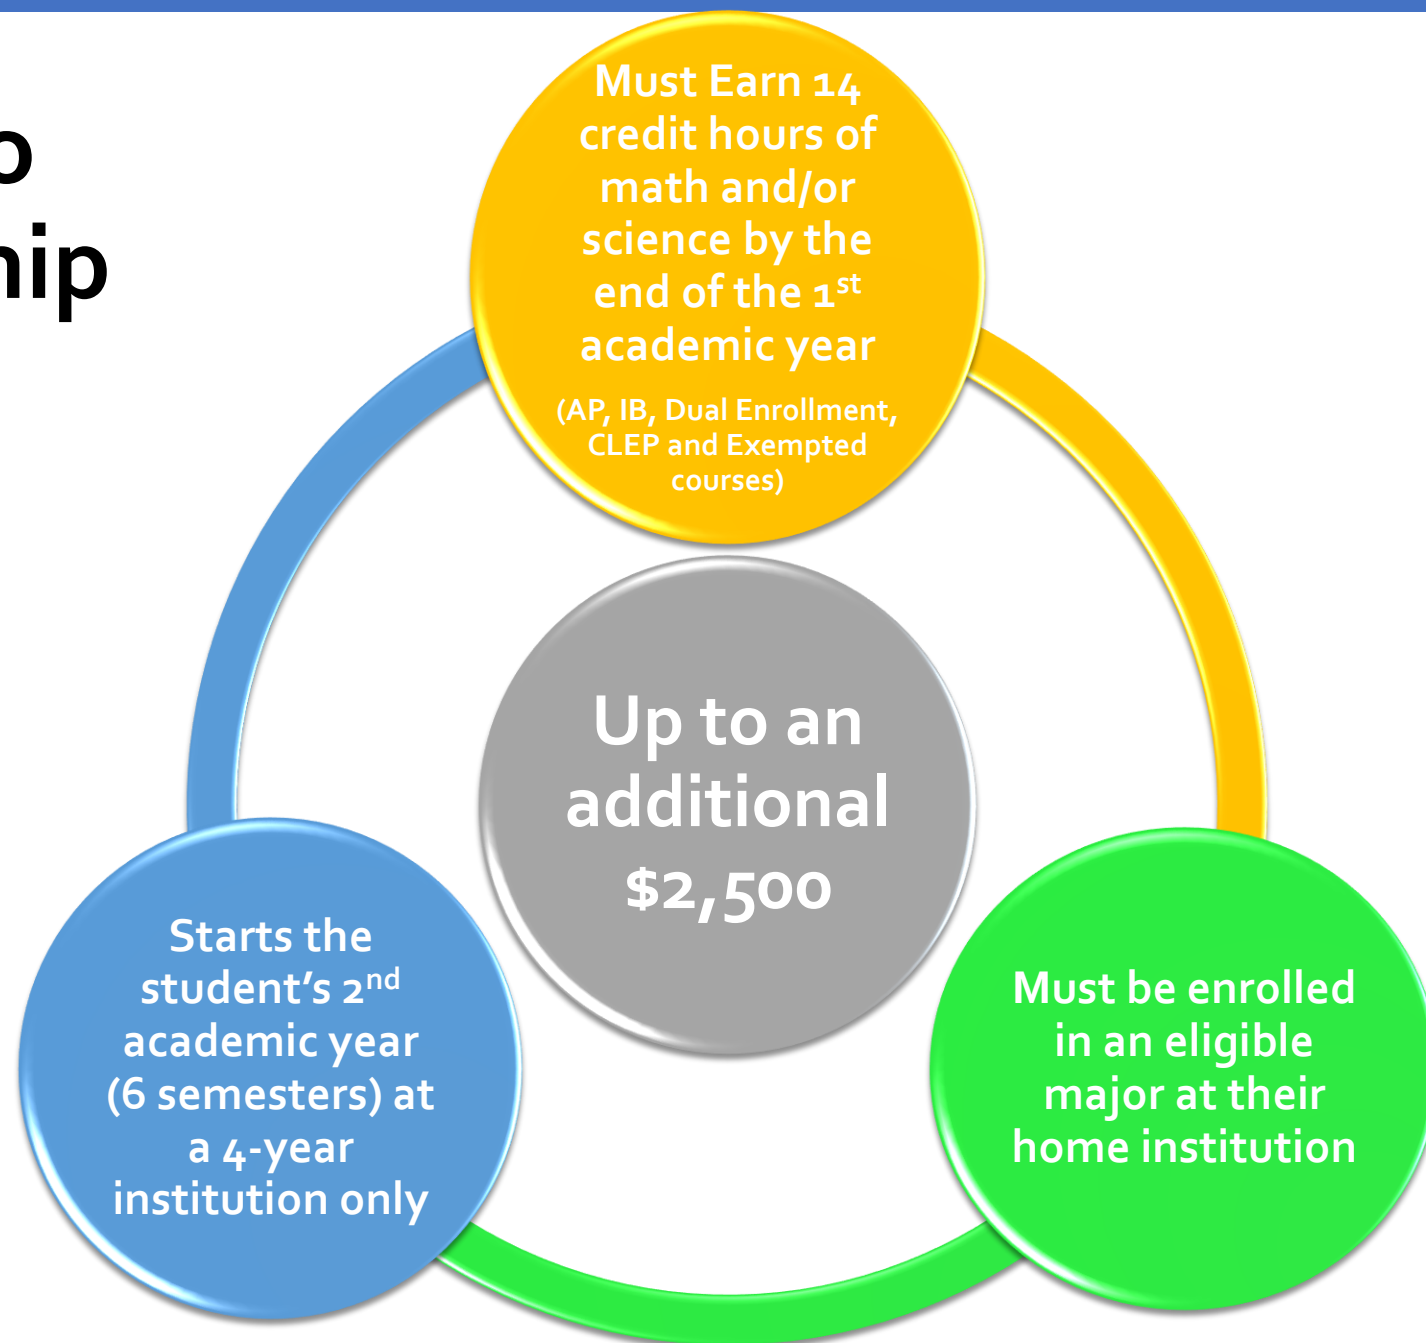 Must Earn 14
credit hours of
math and/or
science by the
end of the 1st
academic year
(AP, IB, Dual Enrollment,
CLEP and Exempted
courses)
Up to an
additional
$2,500
Starts the
student’s 2nd
academic year
(6 semesters) at
a 4-year
institution only
Must be enrolled
in an eligible
major at their
home institution